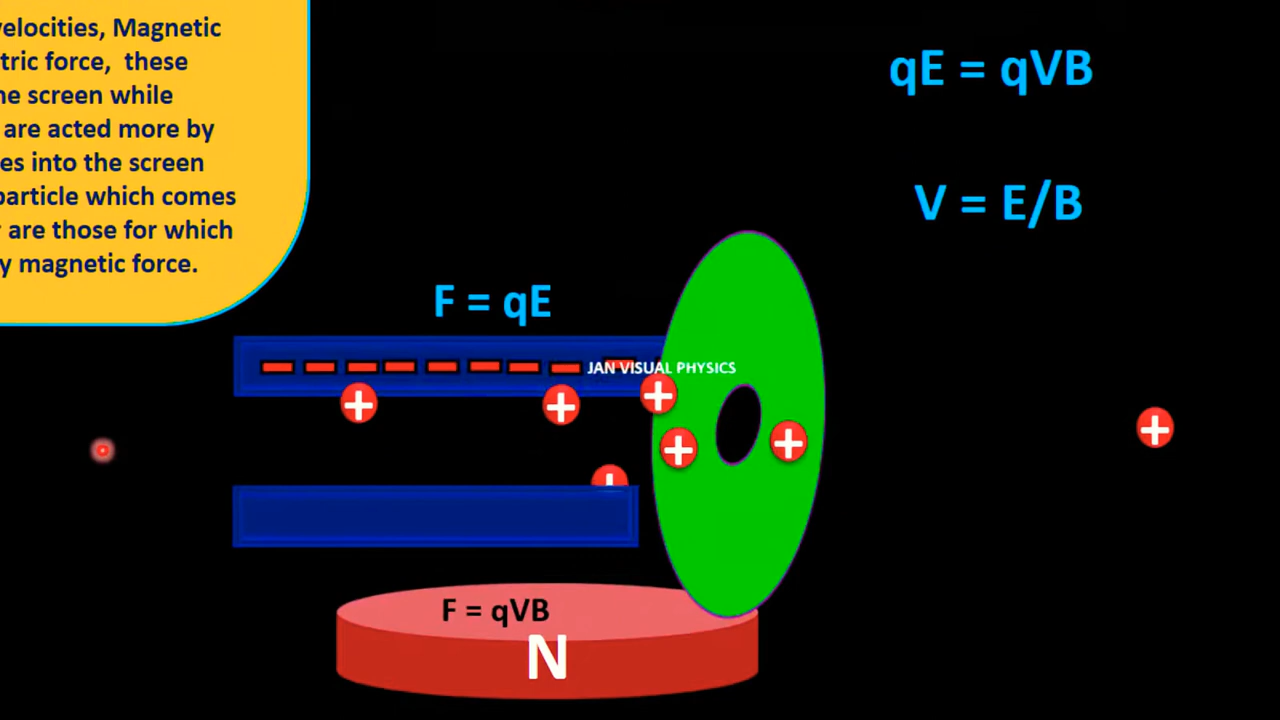 velocities, Magnetic
tric force, these
he screen while
are acted more by
es into the screen
particle which comes
r are those for which
y magnetic force.
qE = qVB
V = E/B
F = qE
JAN VISUAL PHYSICS
F = qVB
N